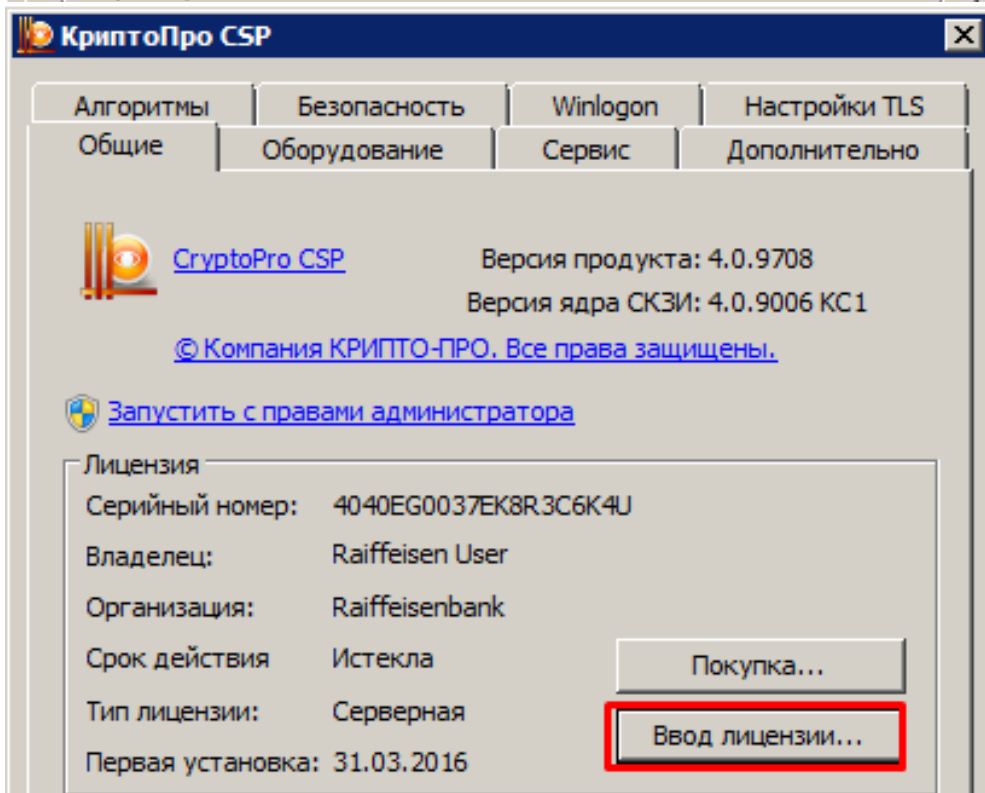 КриптоПро CSP
Алгоритмы Безопасность Winlogon Настройки TLS
Общие Оборудование Сервис Дополнительно
CryptoPro CSP Версия продукта: 4.0.9708
Версия ядра СКЗИ: 4.0.9006 КС1
© Компания КРИПТО-ПРО. Все права защищены.
Запустить с правами администратора
Лицензия
Серийный номер: 4040EG0037EK8R3C6K4U
Владелец: Raiffeisen User
Организация: Raiffeisenbank
Срок действия Истекла
Покупка...
Тип лицензии: Серверная
Ввод лицензии...
Первая установка: 31.03.2016